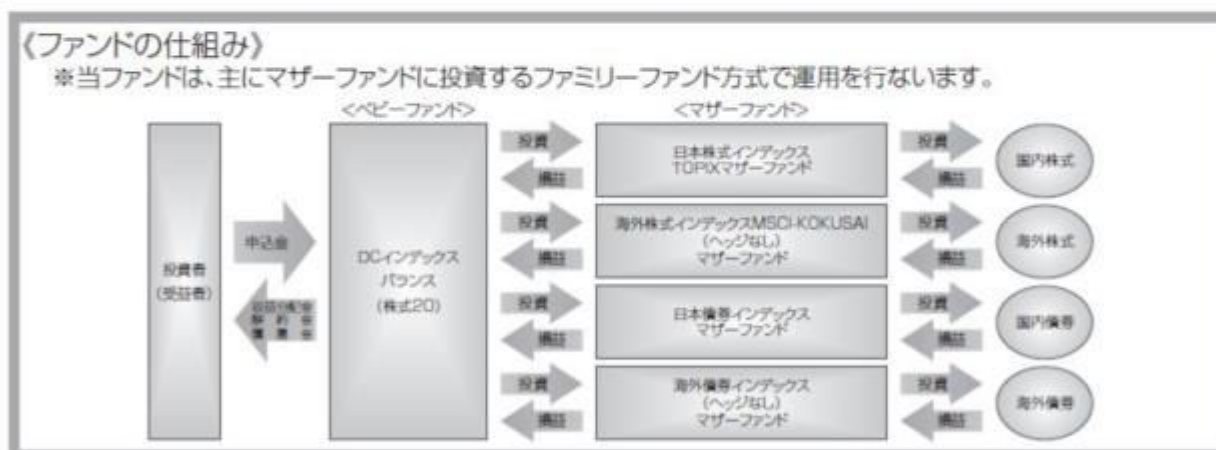 《ファンドの仕組み》
※当ファンドは、主にマザーファンドに投資するファミリーファンド方式で運用を行ないます。
<ベビーファンド>
<マザーファンド>
投資者
(受益者)
申込金
収益分配金
解約金
償還金
DCインデックス
バランス
(株式20)
投資
損益
日本株式インデックス
TOPIXマザーファンド
投資
損益
国内株式
投資
損益
海外株式インデックスMSCI-KOKUSAI
(ヘッジなし)
マザーファンド
投資
損益
海外株式
投資
損益
日本債券インデックス
マザーファンド
投資
損益
国内債券
投資
損益
海外債券インデックス
(ヘッジなし)
マザーファンド
投資
損益
海外債券